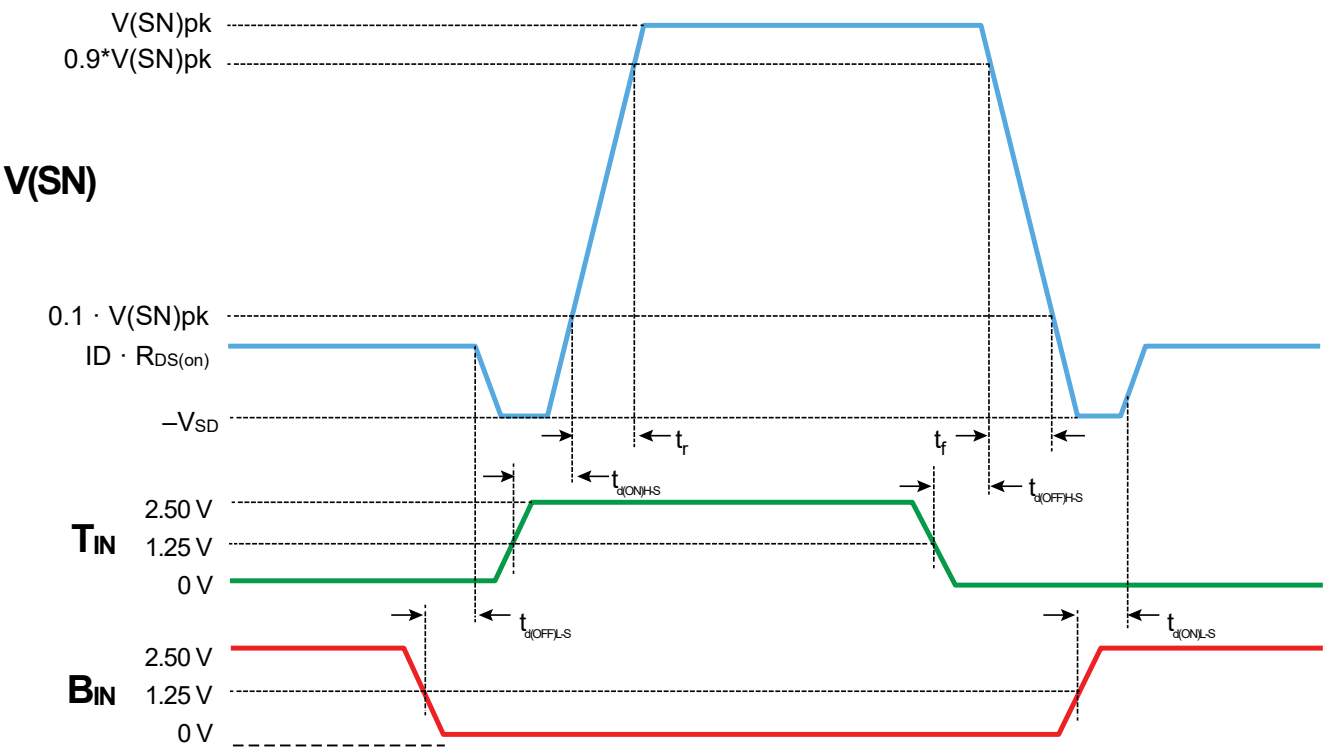 V(SN)pk
0.9*V(SN)pk
V(SN)
0.1 · V(SN)pk
ID · RDS(on)
–VSD
tr
tf
td(ON)H-S
td(OFF)H-S
TIN
2.50 V
1.25 V
0 V
td(OFF)L-S
td(ON)L-S
BIN
2.50 V
1.25 V
0 V